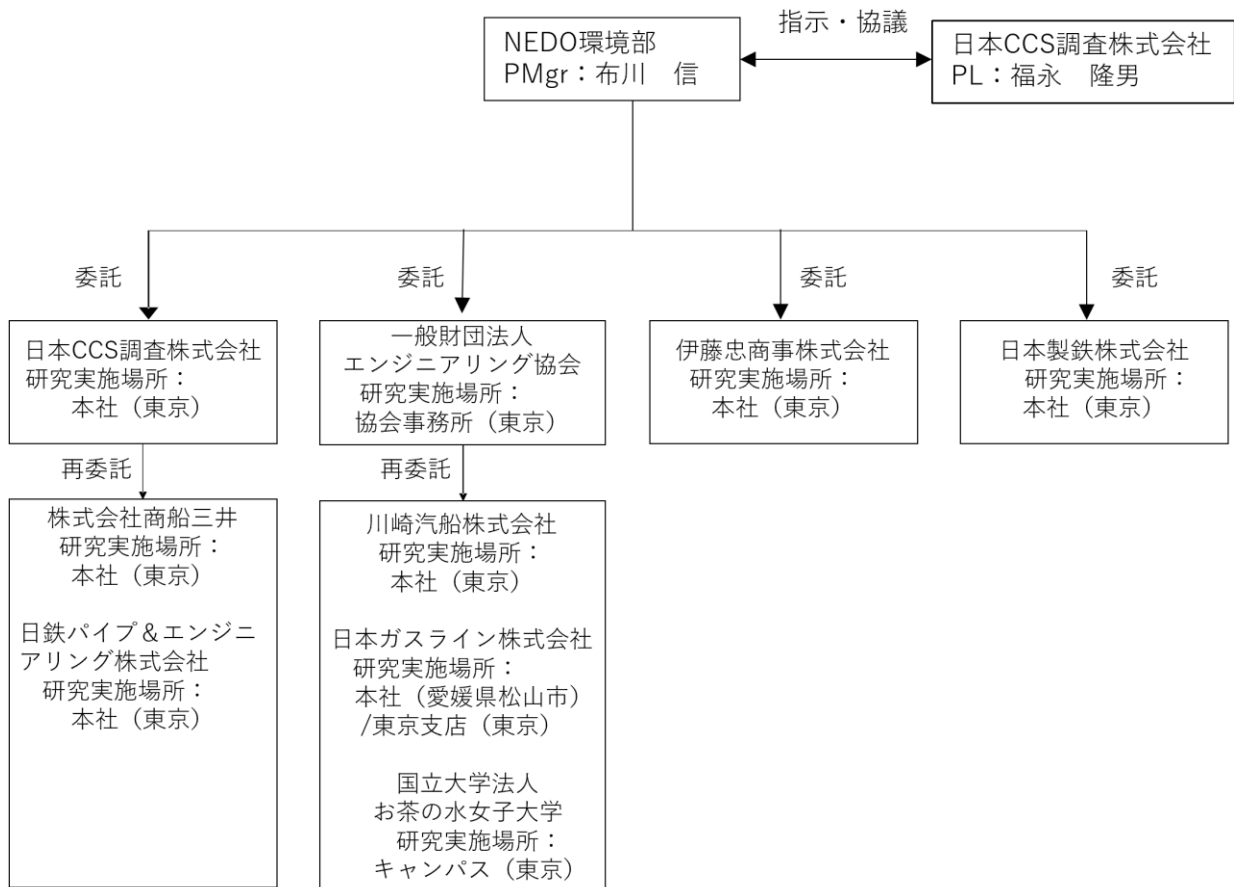 指示・協議
NEDO環境部
PMgr：布川　信
日本CCS調査株式会社
PL：福永　隆男
委託
委託
委託
委託
日本CCS調査株式会社
研究実施場所：
本社（東京）
一般財団法人
エンジニアリング協会
研究実施場所：
協会事務所（東京）
伊藤忠商事株式会社
研究実施場所：
本社（東京）
日本製鉄株式会社
研究実施場所：
本社（東京）
再委託
再委託
株式会社商船三井
研究実施場所：
本社（東京）
日鉄パイプ＆エンジニ
アリング株式会社
研究実施場所：
本社（東京）
川崎汽船株式会社
研究実施場所：
本社（東京）
日本ガスライン株式会社
研究実施場所：
本社（愛媛県松山市）
/東京支店（東京）
国立大学法人
お茶の水女子大学
研究実施場所：
キャンパス（東京）